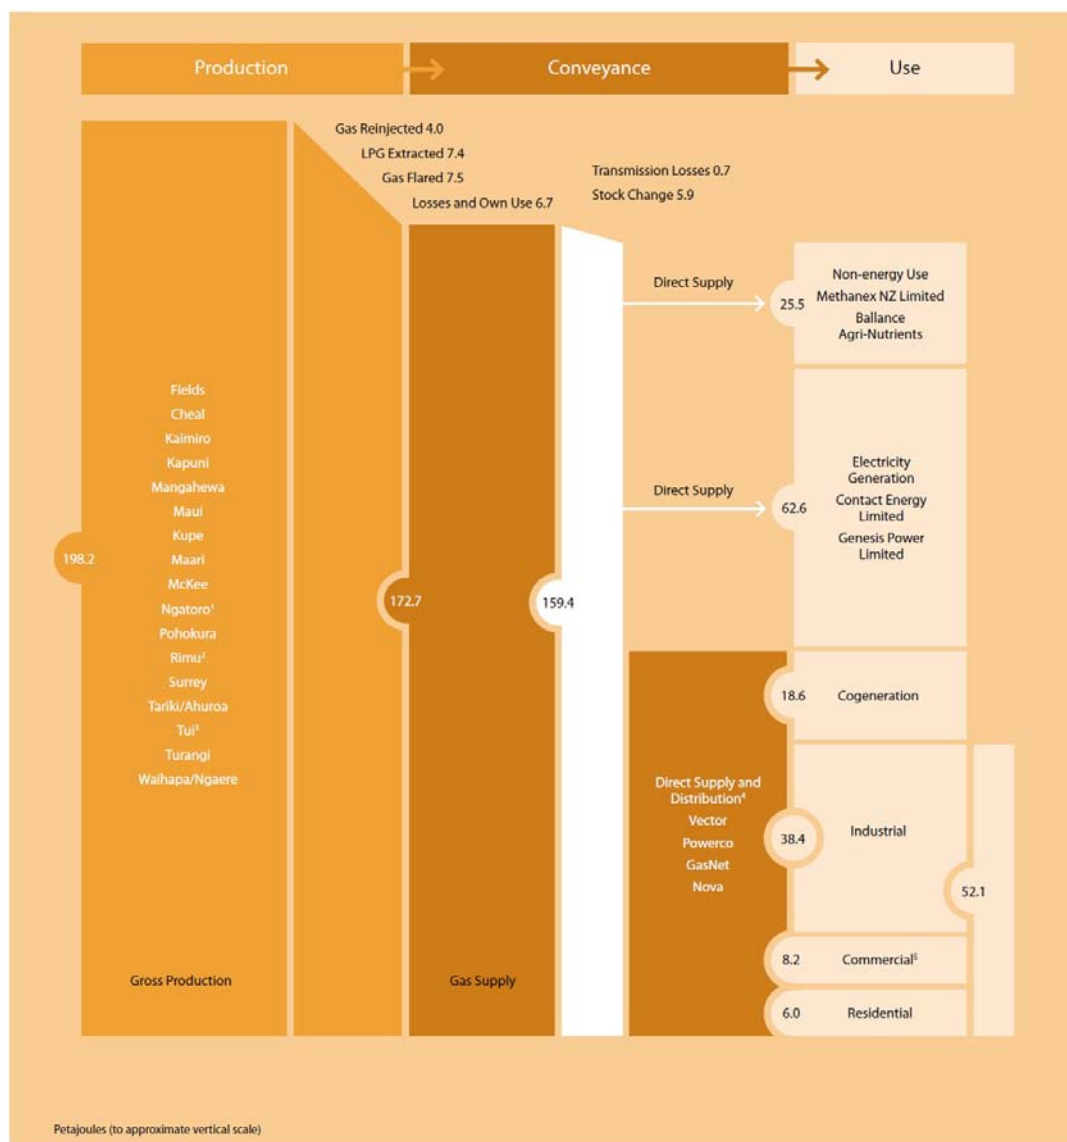 Production
Conveyance
Use
Gas Reinjected 4.0
LPG Extracted 7.4
Gas Flared 7.5
Losses and Own Use 6.7
Transmission Losses 0.7
Stock Change 5.9
198.2
Fields
Cheal
Kaimiro
Kapuni
Mangahewa
Maui
Kupe
Maari
McKee
Ngatoro¹
Pohokura
Rimu²
Surrey
Tariki/Ahuroa
Tui³
Turangi
Waihapa/Ngaere
Gross Production
172.7
Gas Supply
159.4
Direct Supply
25.5
Non-energy Use
Methanex NZ Limited
Ballance
Agri-Nutrients
Direct Supply
62.6
Electricity
Generation
Contact Energy
Limited
Genesis Power
Limited
Direct Supply and
Distribution⁴
Vector
Powerco
GasNet
Nova
18.6
Cogeneration
38.4
Industrial
52.1
8.2
Commercial⁵
6.0
Residential
Petajoules (to approximate vertical scale)